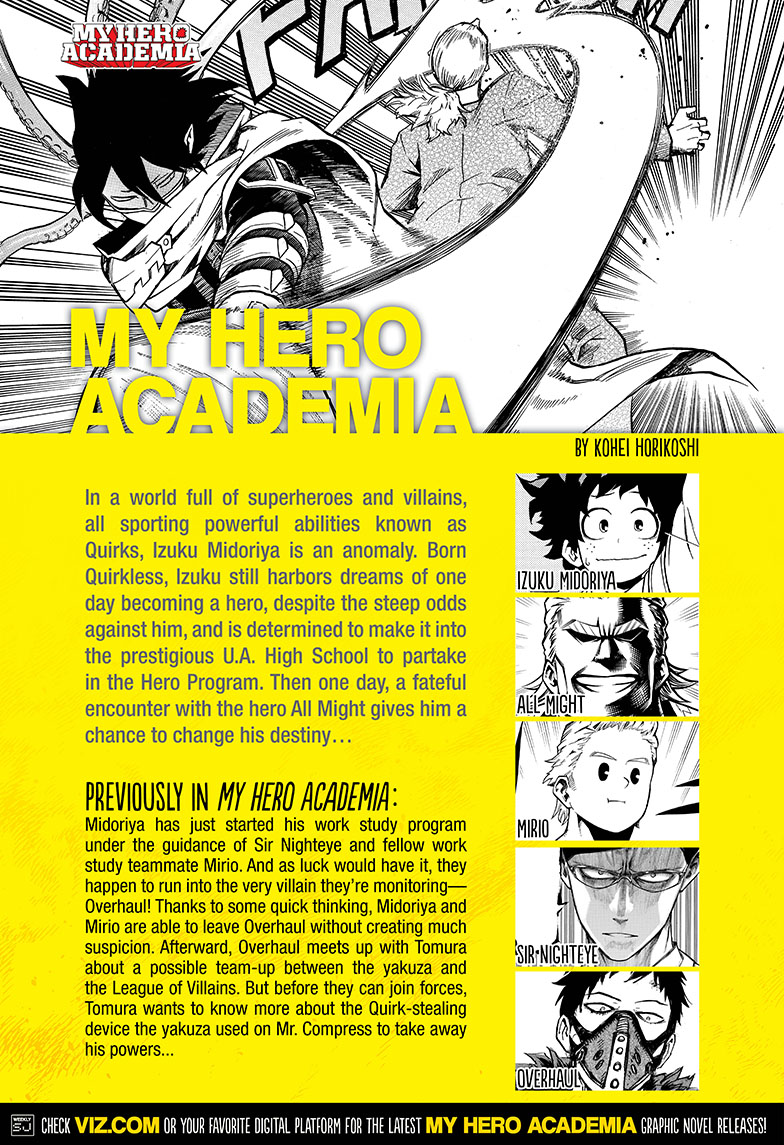 MY HERO
ACADEMIA
MY HERO
ACADEMIA
BY KOHEI HORIKOSHI
In a world full of superheroes and villains,
all sporting powerful abilities known as
Quirks, Izuku Midoriya is an anomaly. Born
Quirkless, Izuku still harbors dreams of one
day becoming a hero, despite the steep odds
against him, and is determined to make it into
the prestigious U.A. High School to partake
in the Hero Program. Then one day, a fateful
encounter with the hero All Might gives him a
chance to change his destiny…
PREVIOUSLY IN MY HERO ACADEMIA:
Midoriya has just started his work study program
under the guidance of Sir Nighteye and fellow work
study teammate Mirio. And as luck would have it, they
happen to run into the very villain they’re monitoring—
Overhaul! Thanks to some quick thinking, Midoriya and
Mirio are able to leave Overhaul without creating much
suspicion. Afterward, Overhaul meets up with Tomura
about a possible team-up between the yakuza and
the League of Villains. But before they can join forces,
Tomura wants to know more about the Quirk-stealing
device the yakuza used on Mr. Compress to take away
his powers...
IZUKU MIDORIYA
ALL MIGHT
MIRIO
SIR NIGHTEYE
OVERHAUL
WEEKLY
SJ
CHECK VIZ.COM OR YOUR FAVORITE DIGITAL PLATFORM FOR THE LATEST MY HERO ACADEMIA GRAPHIC NOVEL RELEASES!